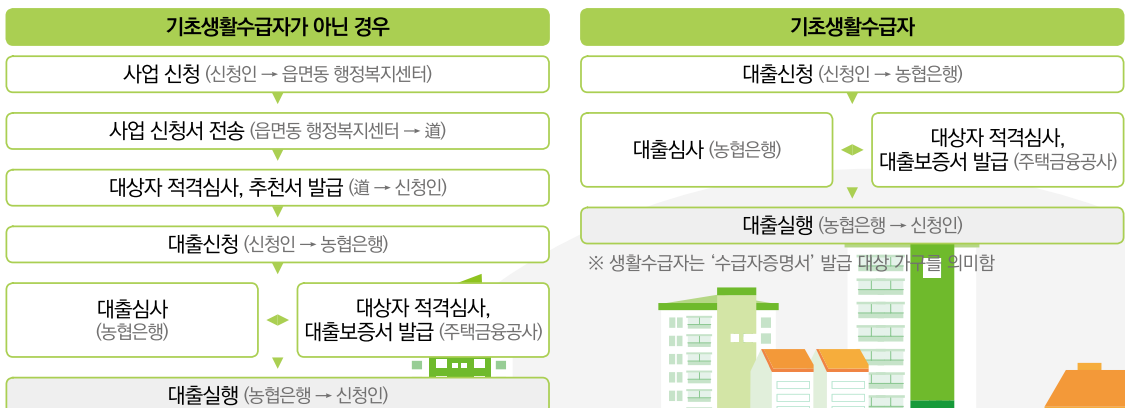 기초생활수급자가 아닌 경우
사업 신청 (신청인 → 읍면동 행정복지센터)
사업 신청서 전송 (읍면동 행정복지센터 → 道)
대상자 적격심사, 추천서 발급 (道 → 신청인)
대출신청 (신청인 → 농협은행)
대출심사
(농협은행)
대상자 적격심사,
대출보증서 발급 (주택금융공사)
대출실행 (농협은행 → 신청인)
기초생활수급자
대출신청 (신청인 → 농협은행)
대출심사 (농협은행)
대상자 적격심사,
대출보증서 발급 (주택금융공사)
대출실행 (농협은행 → 신청인)
※ 생활수급자는 ‘수급자증명서’ 발급 대상 가구를 의미함